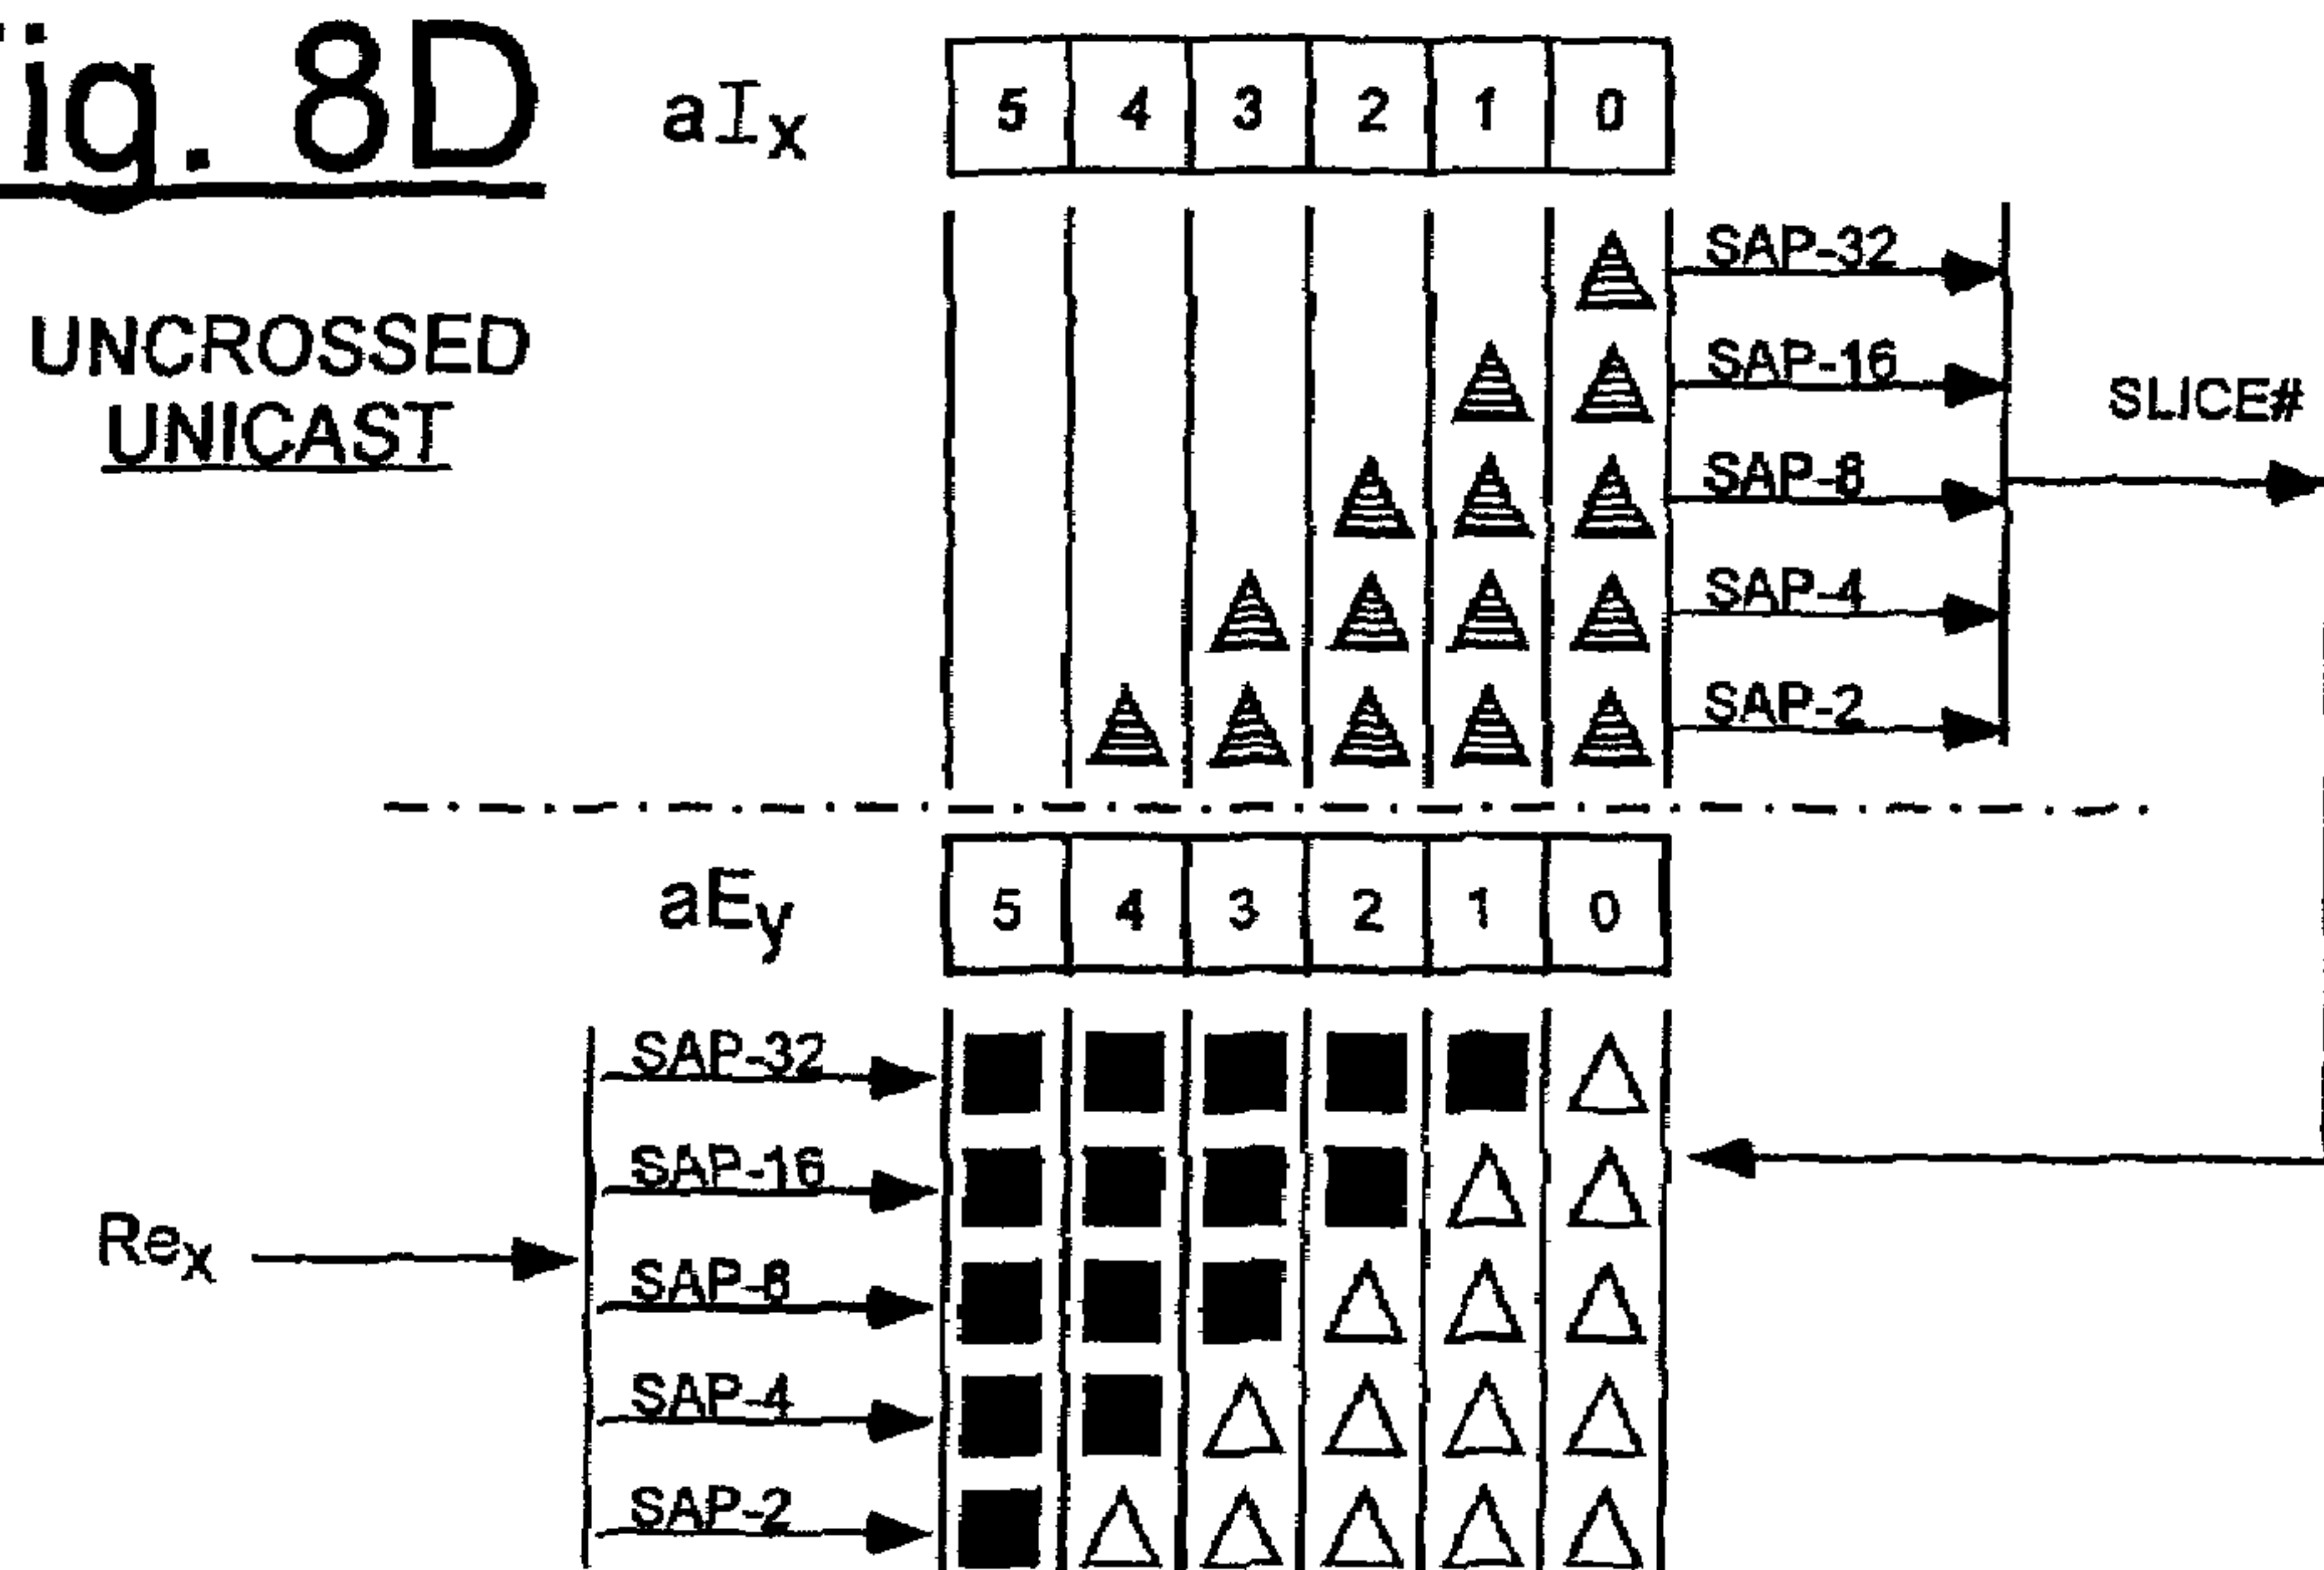 ig. 8D
aIx
5 4 3 2 1 0
UNCROSSED
UNICAST
SAP-32
SAP-16
SAP-8
SAP-4
SAP-2
SLICE#
aEy
5 4 3 2 1 0
SAP-32
SAP-16
SAP-8
SAP-4
SAP-2
Rex